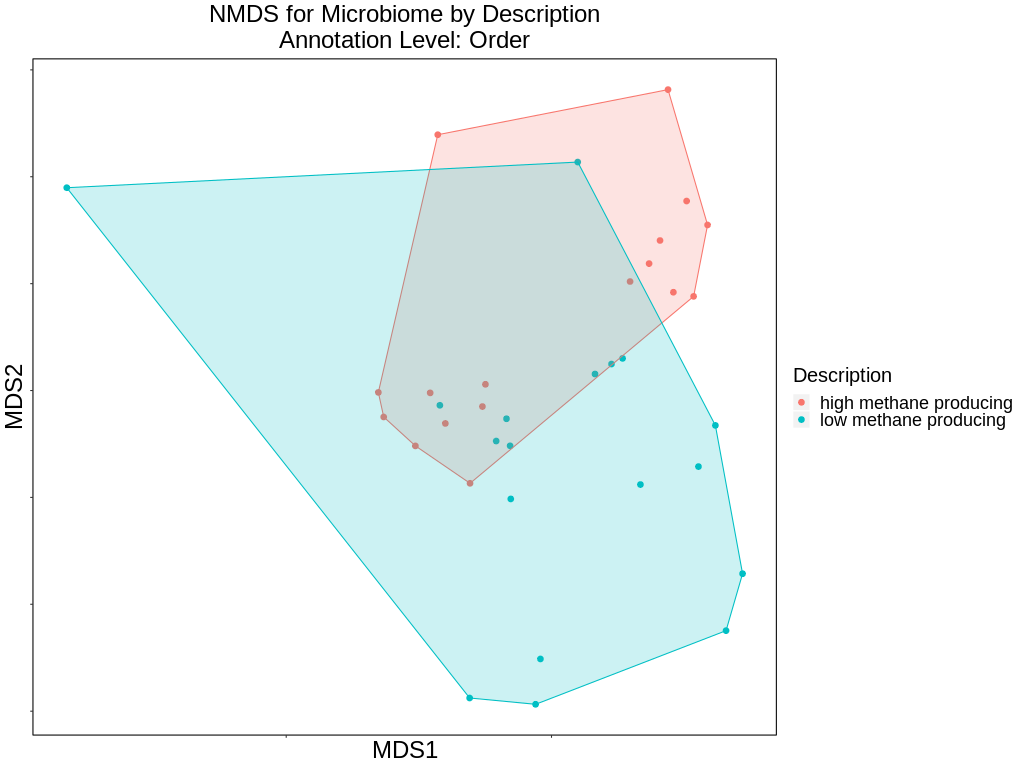 NMDS for Microbiome by Description
Annotation Level: Order
MDS2
Description
high methane producing
low methane producing
MDS1